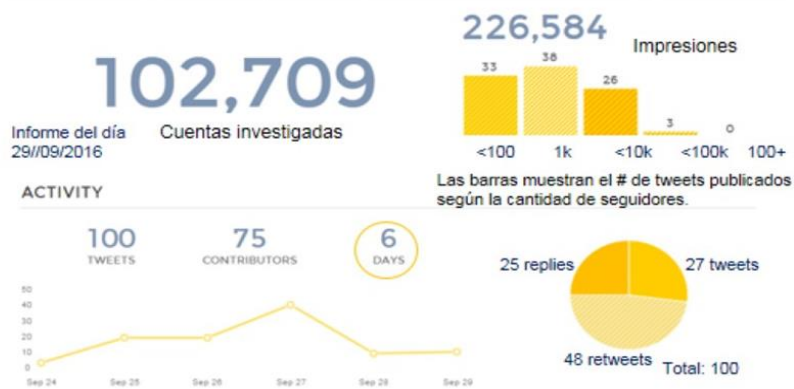 102,709
Cuentas investigadas
Informe del día
29//09/2016
226,584
Impresiones
33 38 26 3 0
<100 1k <10k <100k 100+
Las barras muestran el # de tweets publicados
según la cantidad de seguidores.
ACTIVITY
100 75 6
TWEETS CONTRIBUTORS DAYS
50
40
30
20
10
0
Sep 24 Sep 25 Sep 26 Sep 27 Sep 28 Sep 29
25 replies 27 tweets
48 retweets Total: 100